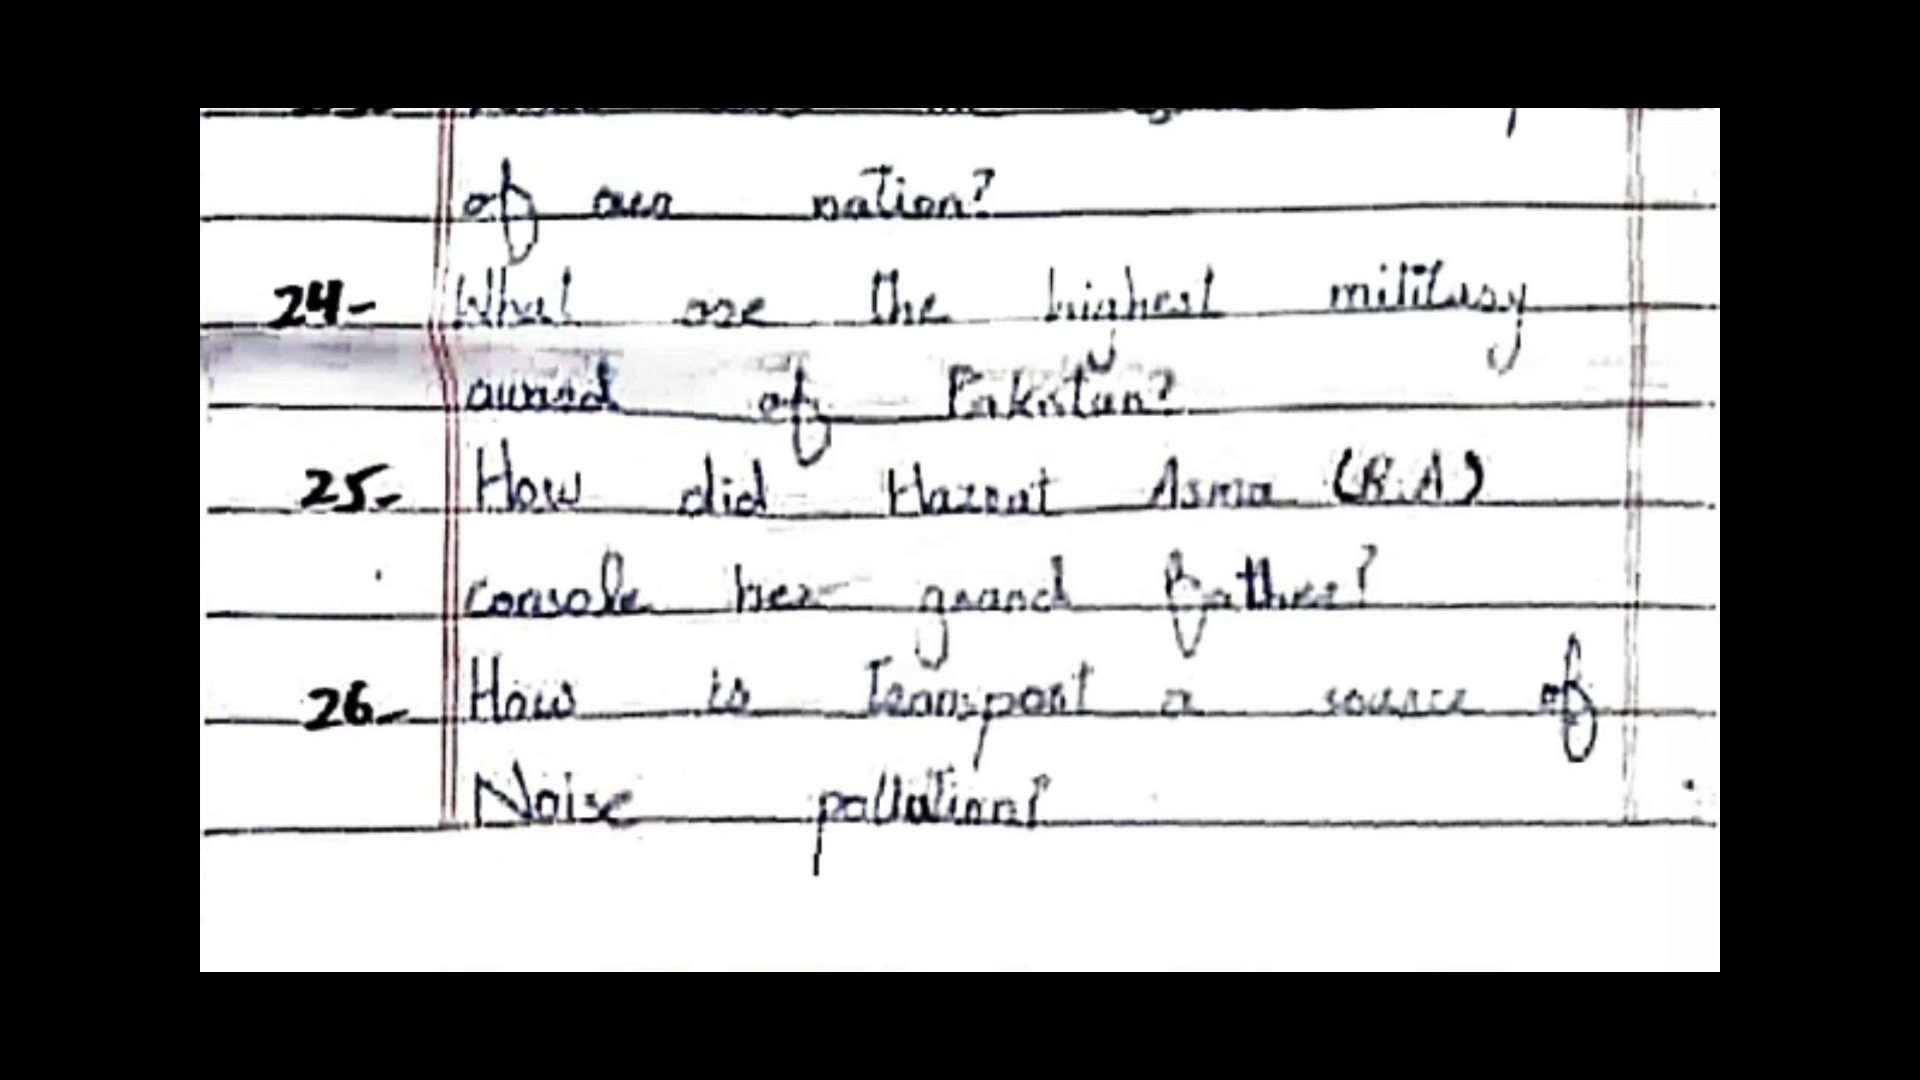 of our nation?
24- What are the highest military
award of Pakistan?
25- How did Hazrat Asma (R.A)
console her grand father?
26- How is Transport a source of
Noise pollution?